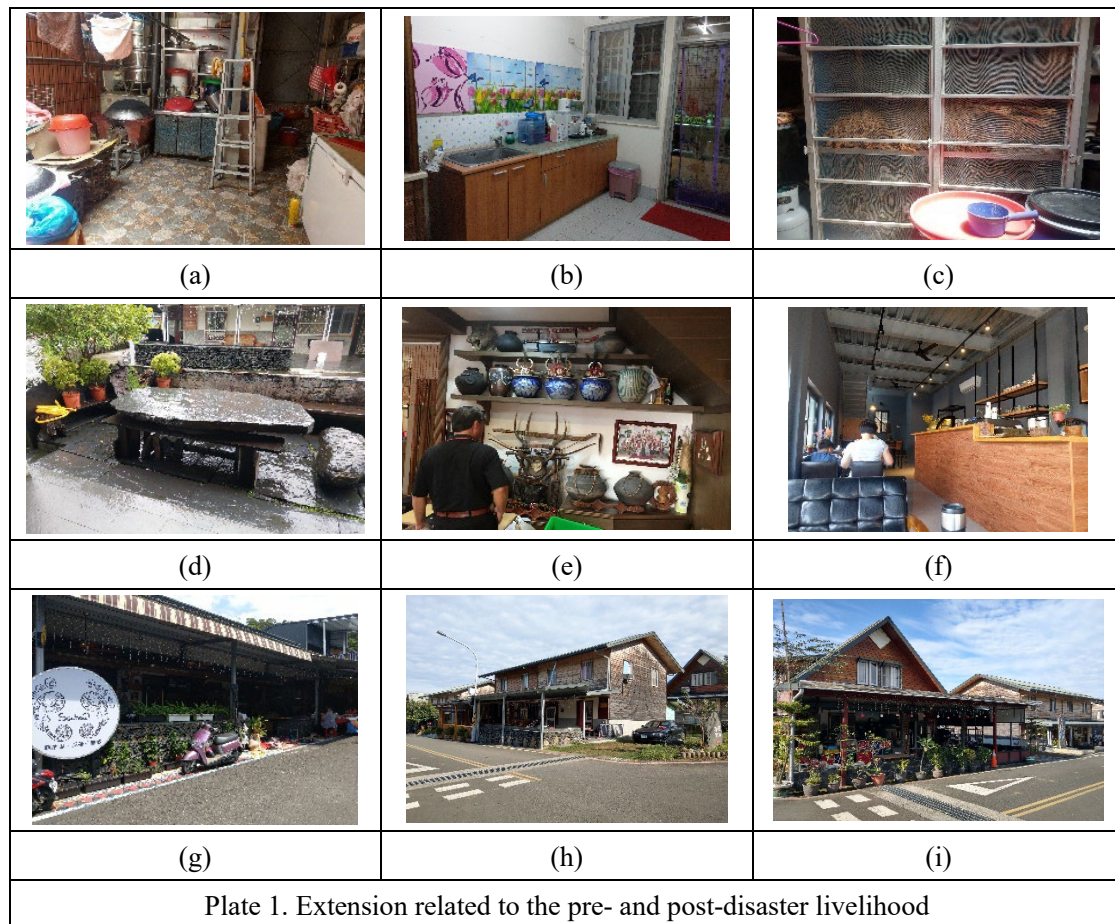 (a) (b) (c)
(d) (e) (f)
(g) (h) (i)
Plate 1. Extension related to the pre- and post-disaster livelihood